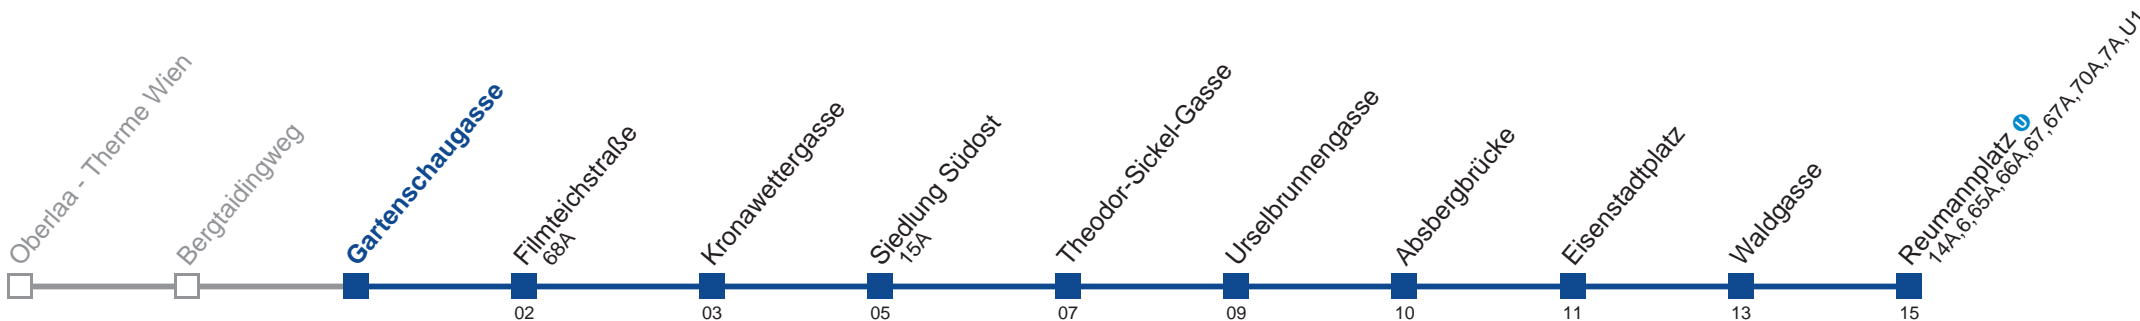 Oberlaa - Therme Wien
Bergtaidingweg
Gartenschaugasse
Filmteichstraße
68A
02
Kronawettergasse
03
Siedlung Südost
15A
05
Theodor-Sickel-Gasse
07
Urselbrunnengasse
09
Absbergbrücke
10
Eisenstadtplatz
11
Waldgasse
13
Reumannplatz U
14A,6,65A,66A,67,67A,70A,7A,U1
15